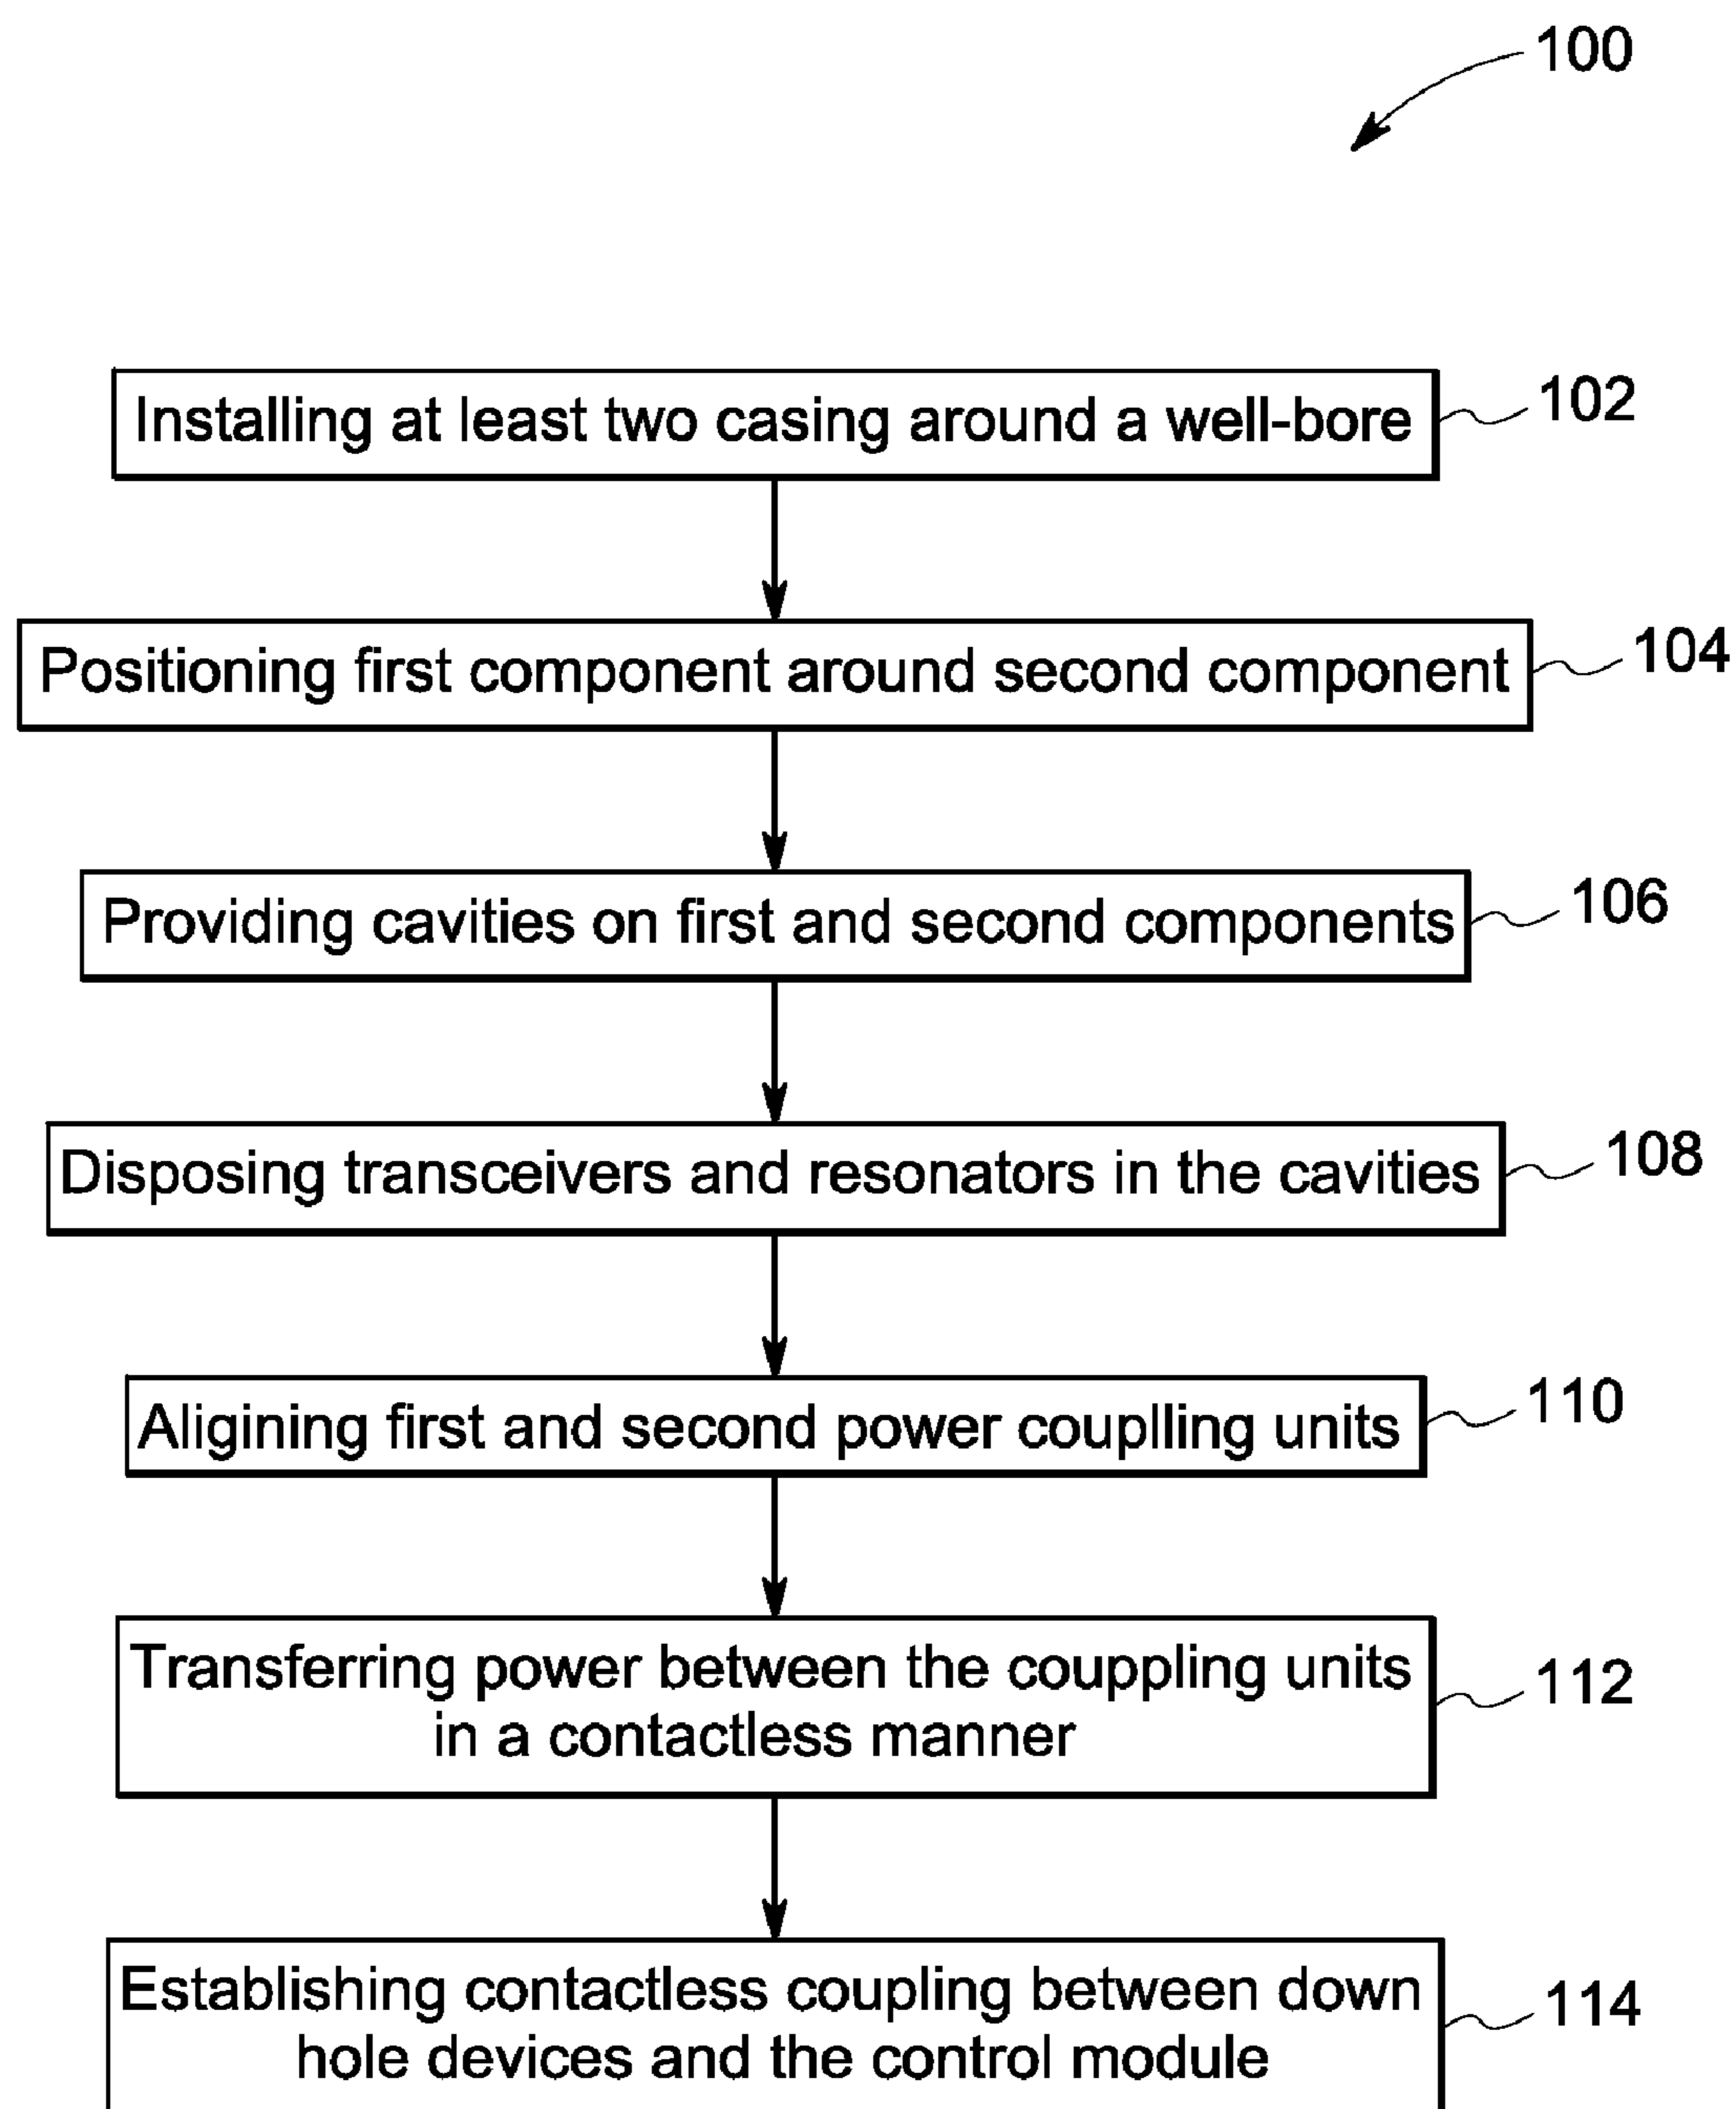 100
Installing at least two casing around a well-bore
102
Positioning first component around second component
104
Providing cavities on first and second components
106
Disposing transceivers and resonators in the cavities
108
Aligining first and second power couplling units
110
Transferring power between the couppling units
in a contactless manner
112
Establishing contactless coupling between down
hole devices and the control module
114